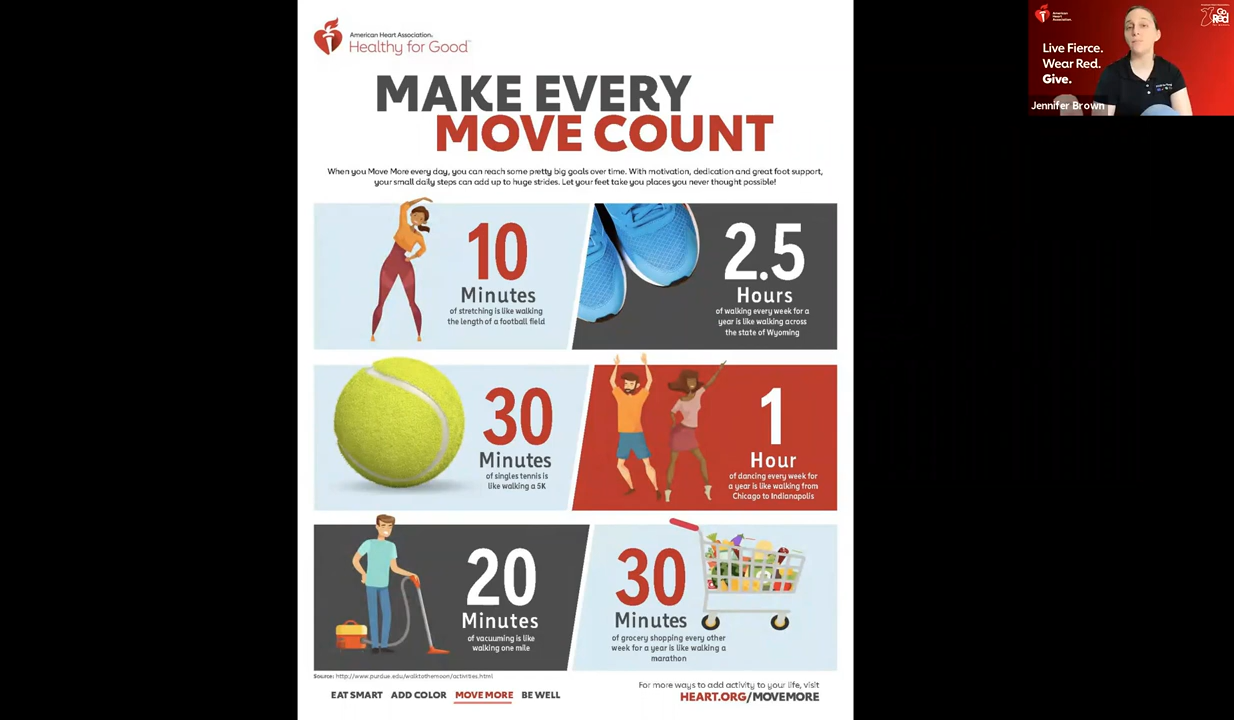 American Heart Association.
Healthy for Good™
MAKE EVERY
MOVE COUNT
When you Move More every day, you can reach some pretty big goals over time. With motivation, dedication and great foot support,
your small daily steps can add up to huge strides. Let your feet take you places you never thought possible!
10
Minutes
of stretching is like walking
the length of a football field
2.5
Hours
of walking every week for a
year is like walking across
the state of Wyoming
30
Minutes
of singles tennis is
like walking a 5K
1
Hour
of dancing every week for
a year is like walking from
Chicago to Indianapolis
20
Minutes
of vacuuming is like
walking one mile
30
Minutes
of grocery shopping every other
week for a year is like walking a
marathon
Source: http://www.purdue.edu/walktothemoon/activities.html
EAT SMART ADD COLOR MOVE MORE BE WELL
For more ways to add activity to your life, visit
HEART.ORG/MOVEMORE
American
Heart
Association.
Go
Red
Live Fierce.
Wear Red.
Give.
Jennifer Brown